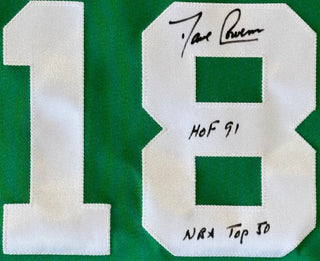 18
Dave Cowens
HOF 91
NBA Top 50